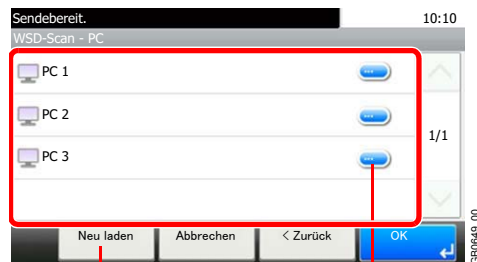 Sendebereit. 10:10
WSD-Scan - PC
PC 1
PC 2
1/1
PC 3
Neu laden Abbrechen < Zurück OK
GB0649_00